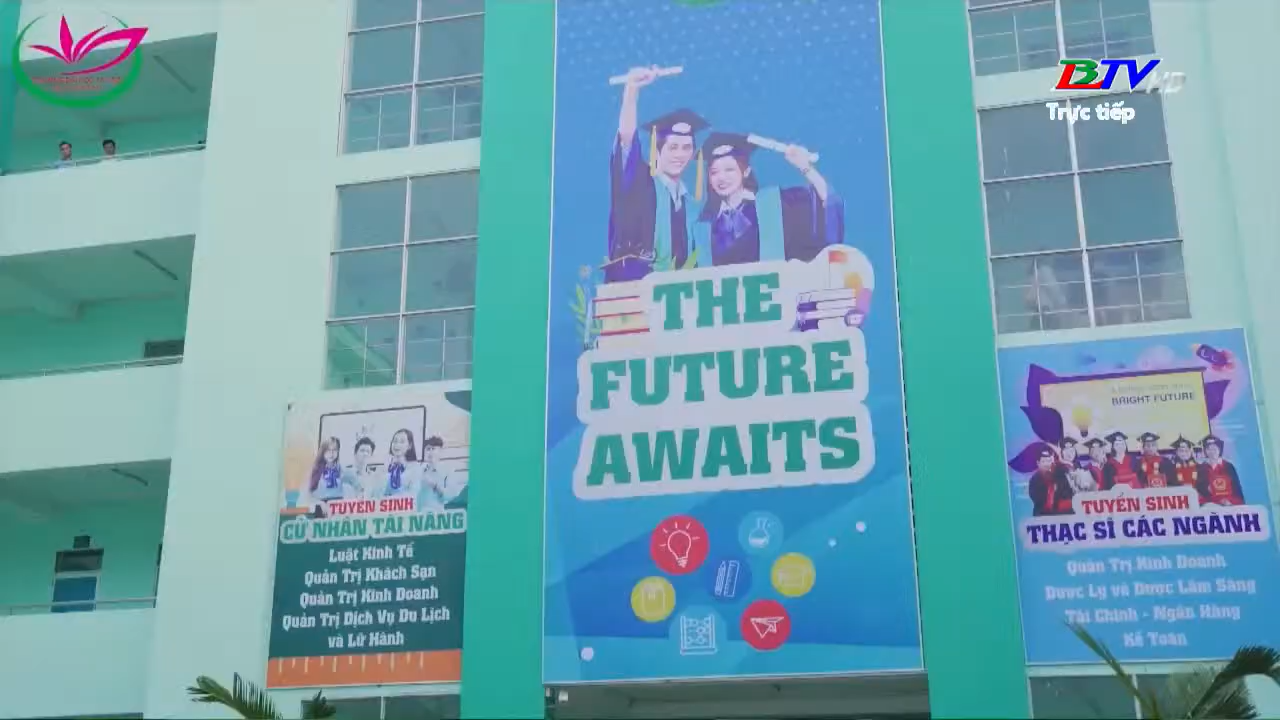 BTV HD
Trực tiếp
THE
FUTURE
AWAITS
TUYỂN SINH
CỬ NHÂN TÀI NĂNG
Luật Kinh Tế
Quản Trị Khách Sạn
Quản Trị Kinh Doanh
Quản Trị Dịch Vụ Du Lịch
và Lữ Hành
BRIGHT FUTURE
TUYỂN SINH
THẠC SĨ CÁC NGÀNH
Quản Trị Kinh Doanh
Dược Lý và Dược Lâm Sàng
Tài Chính - Ngân Hàng
Kế Toán